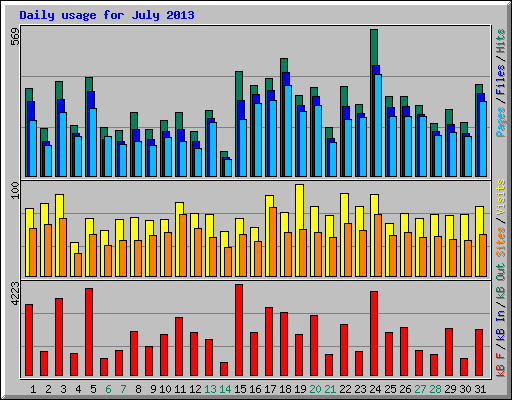 Daily usage for July 2013
569
Pages / Files / Hits
100
Sites / Visits
4223
kB F / kB In / kB Out
1 2 3 4 5 6 7 8 9 10 11 12 13 14 15 16 17 18 19 20 21 22 23 24 25 26 27 28 29 30 31